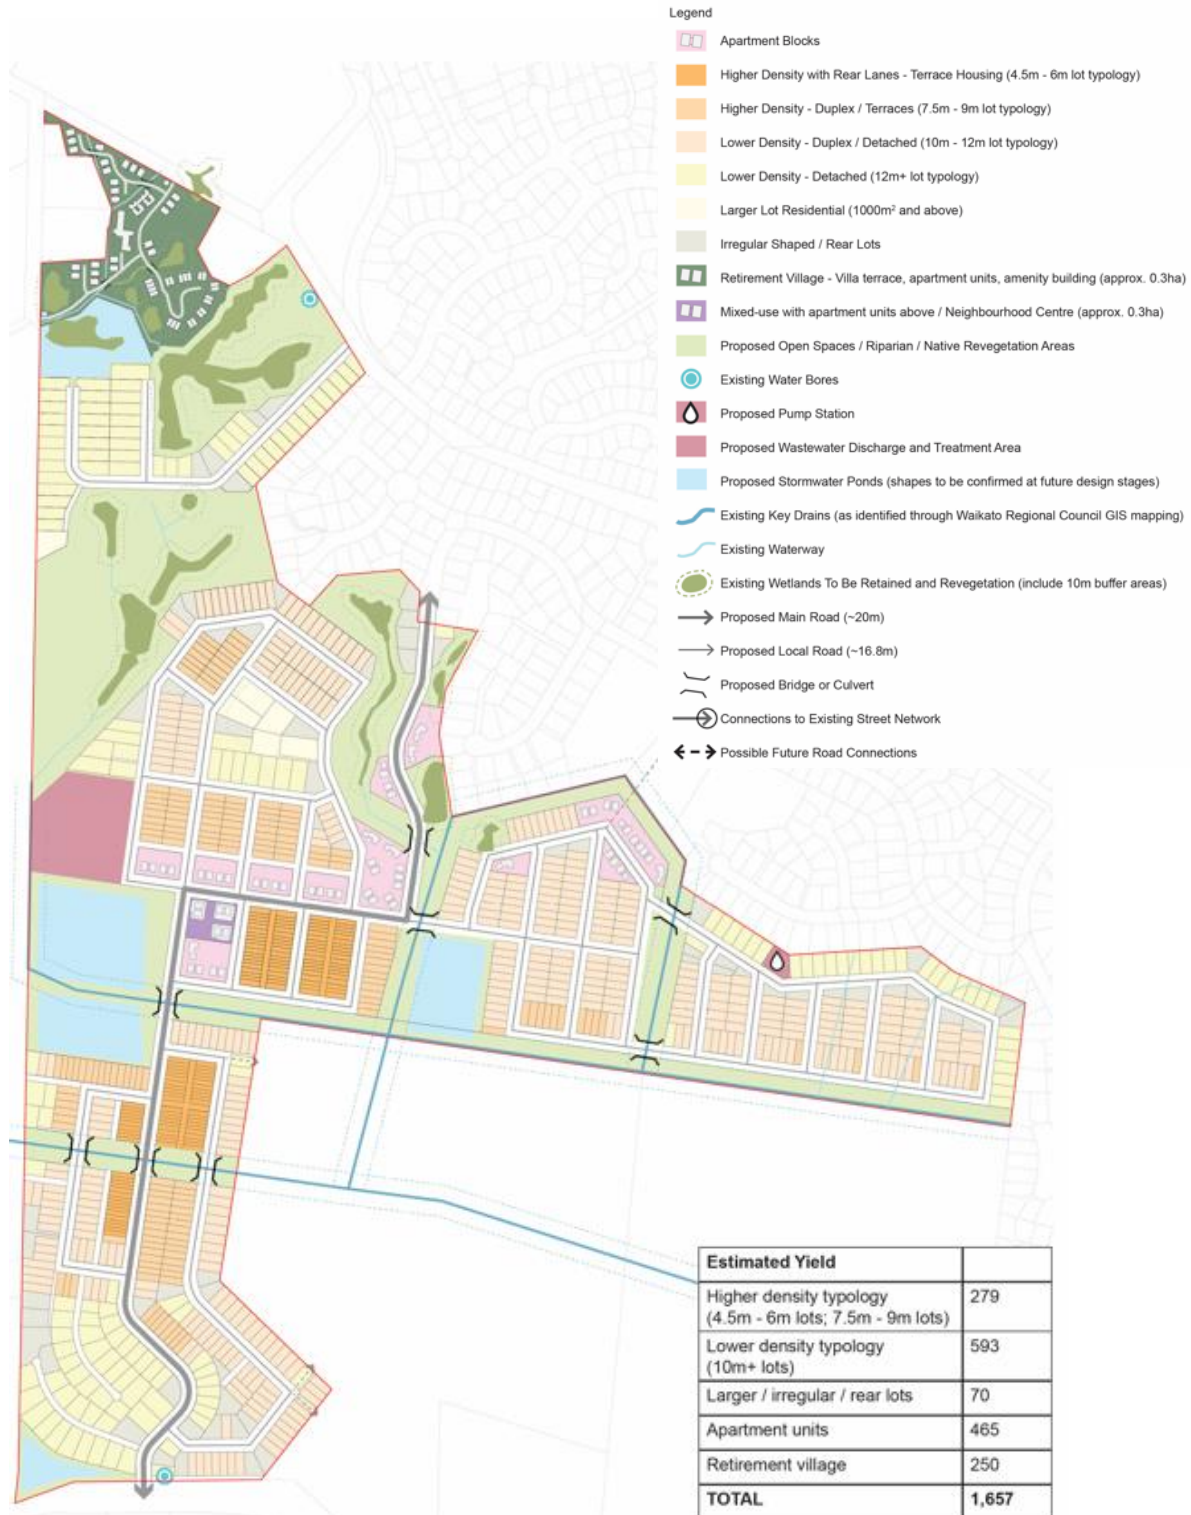 Legend
Apartment Blocks
Higher Density with Rear Lanes - Terrace Housing (4.5m - 6m lot typology)
Higher Density - Duplex / Terraces (7.5m - 9m lot typology)
Lower Density - Duplex / Detached (10m - 12m lot typology)
Lower Density - Detached (12m+ lot typology)
Larger Lot Residential (1000m² and above)
Irregular Shaped / Rear Lots
Retirement Village - Villa terrace, apartment units, amenity building (approx. 0.3ha)
Mixed-use with apartment units above / Neighbourhood Centre (approx. 0.3ha)
Proposed Open Spaces / Riparian / Native Revegetation Areas
Existing Water Bores
Proposed Pump Station
Proposed Wastewater Discharge and Treatment Area
Proposed Stormwater Ponds (shapes to be confirmed at future design stages)
Existing Key Drains (as identified through Waikato Regional Council GIS mapping)
Existing Waterway
Existing Wetlands To Be Retained and Revegetation (include 10m buffer areas)
Proposed Main Road (~20m)
Proposed Local Road (~16.8m)
Proposed Bridge or Culvert
Connections to Existing Street Network
Possible Future Road Connections
Estimated Yield
Higher density typology 279
(4.5m - 6m lots; 7.5m - 9m lots)
Lower density typology 593
(10m+ lots)
Larger / irregular / rear lots 70
Apartment units 465
Retirement village 250
TOTAL 1,657